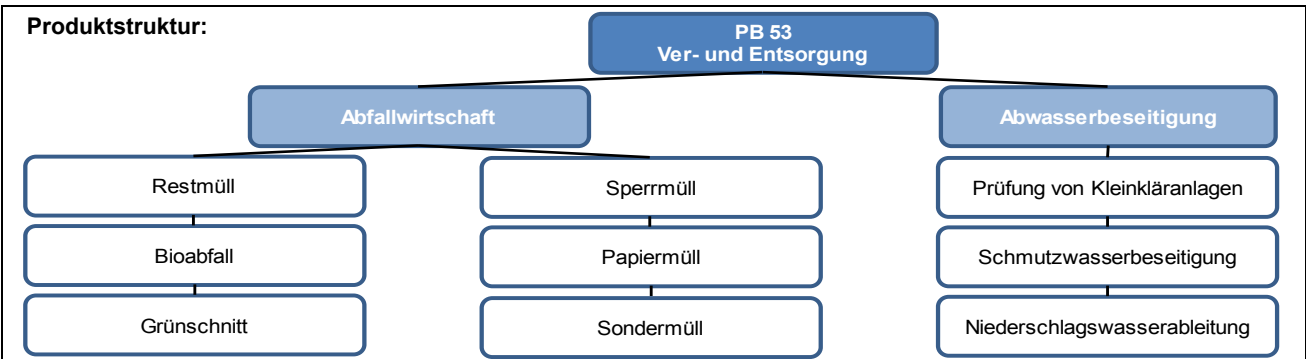 Produktstruktur:
PB 53
Ver- und Entsorgung
Abfallwirtschaft
Abwasserbeseitigung
Restmüll
Sperrmüll
Prüfung von Kleinkläranlagen
Bioabfall
Papiermüll
Schmutzwasserbeseitigung
Grünschnitt
Sondermüll
Niederschlagswasserableitung